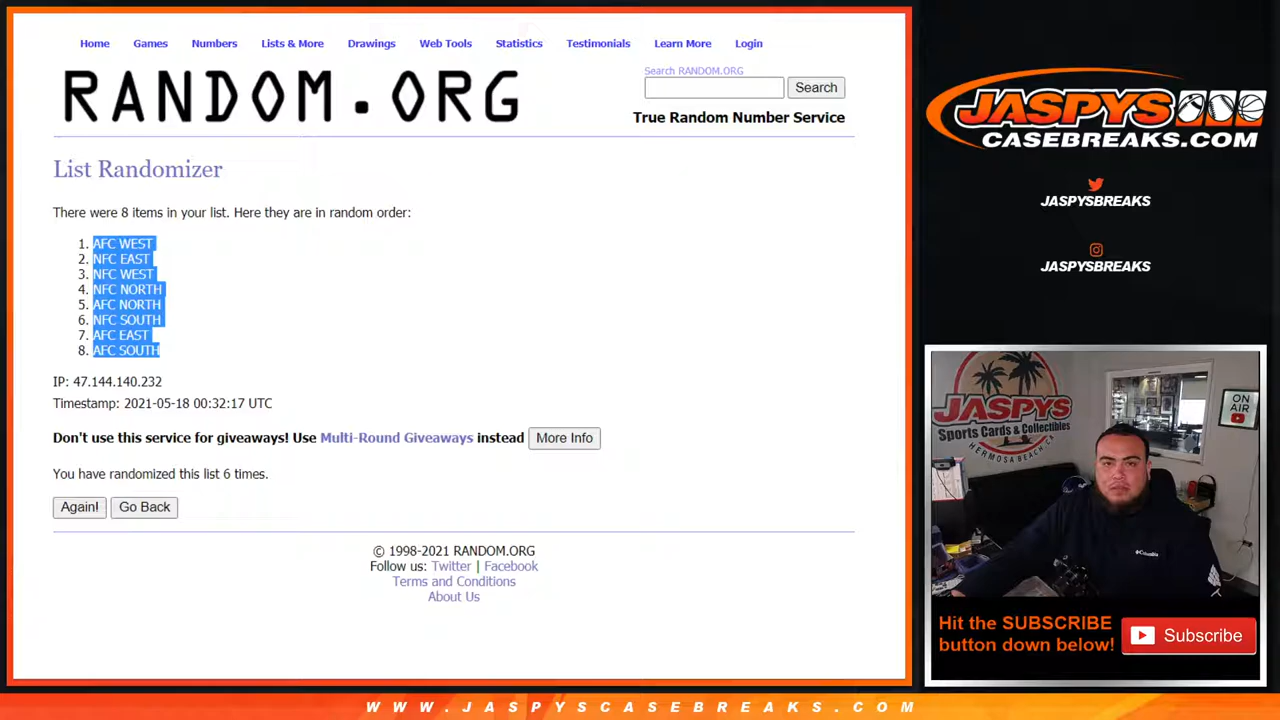 Home Games Numbers Lists & More Drawings Web Tools Statistics Testimonials Learn More Login
RANDOM.ORG
Search RANDOM.ORG
Search
True Random Number Service
List Randomizer
There were 8 items in your list. Here they are in random order:
1. AFC WEST
2. NFC EAST
3. NFC WEST
4. NFC NORTH
5. AFC NORTH
6. NFC SOUTH
7. AFC EAST
8. AFC SOUTH
IP: 47.144.140.232
Timestamp: 2021-05-18 00:32:17 UTC
Don't use this service for giveaways! Use Multi-Round Giveaways instead More Info
You have randomized this list 6 times.
Again! Go Back
© 1998-2021 RANDOM.ORG
Follow us: Twitter | Facebook
Terms and Conditions
About Us
JASPYS
CASEBREAKS.COM
JASPYSBREAKS
JASPYSBREAKS
JASPYS
Sports Cards & Collectibles
HERMOSA BEACH, CA
ON AIR
Columbia
Hit the SUBSCRIBE
button down below!
Subscribe
WWW.JASPYSCASEBREAKS.COM